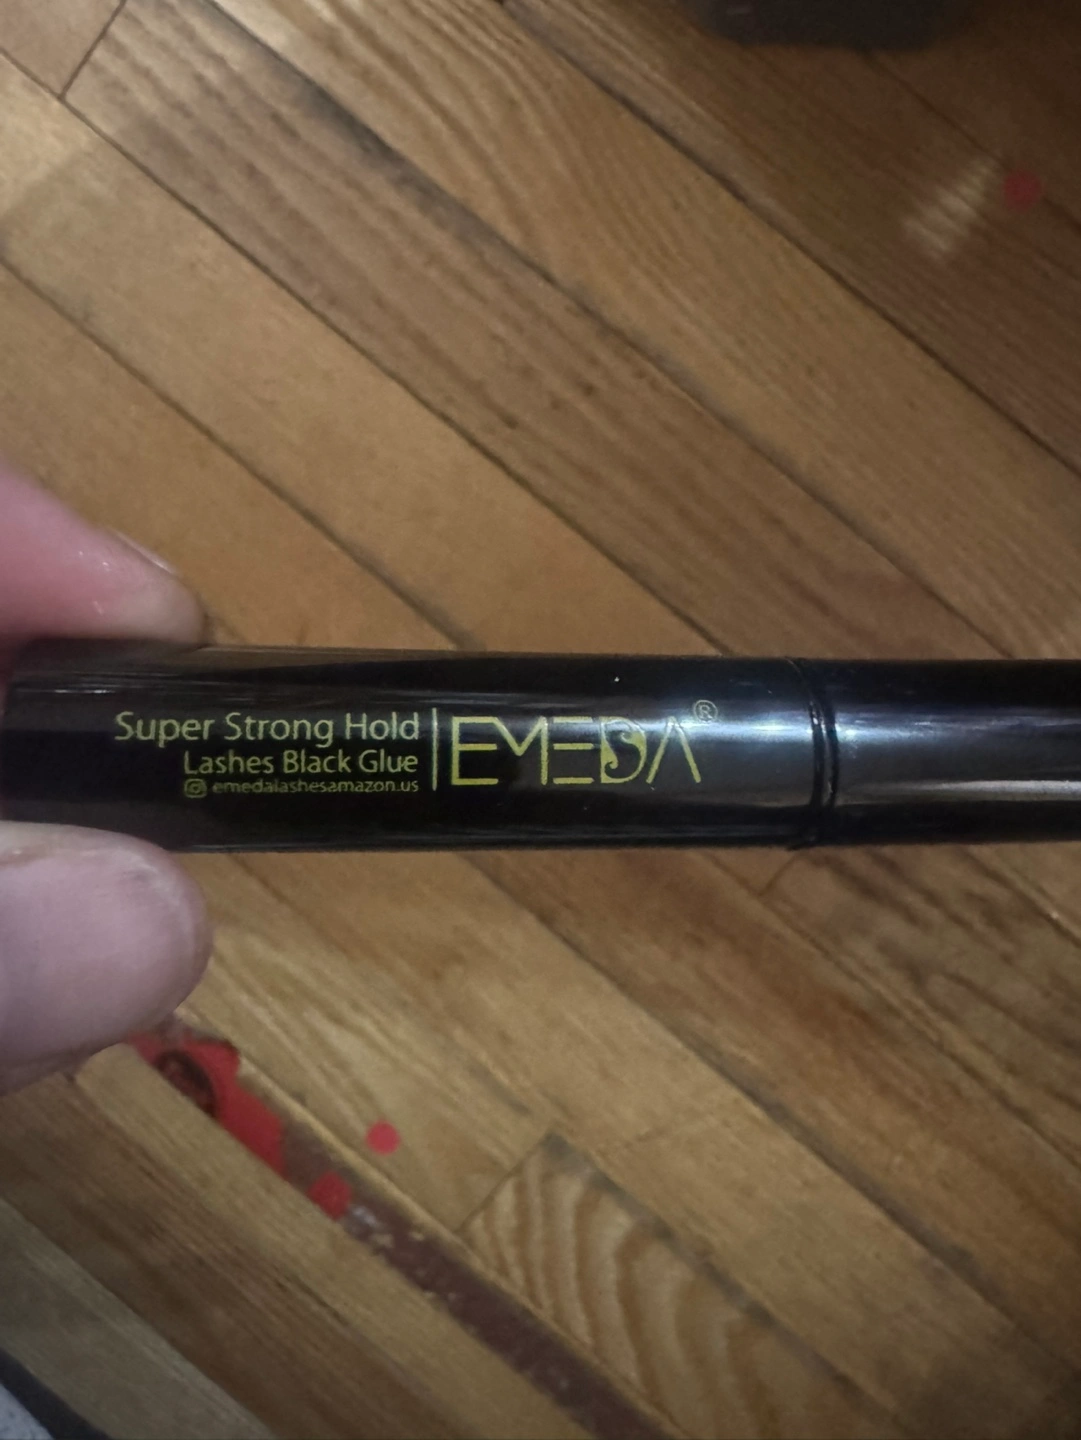 Super Strong Hold
Lashes Black Glue
emedalashesamazon.us
EMEDA®